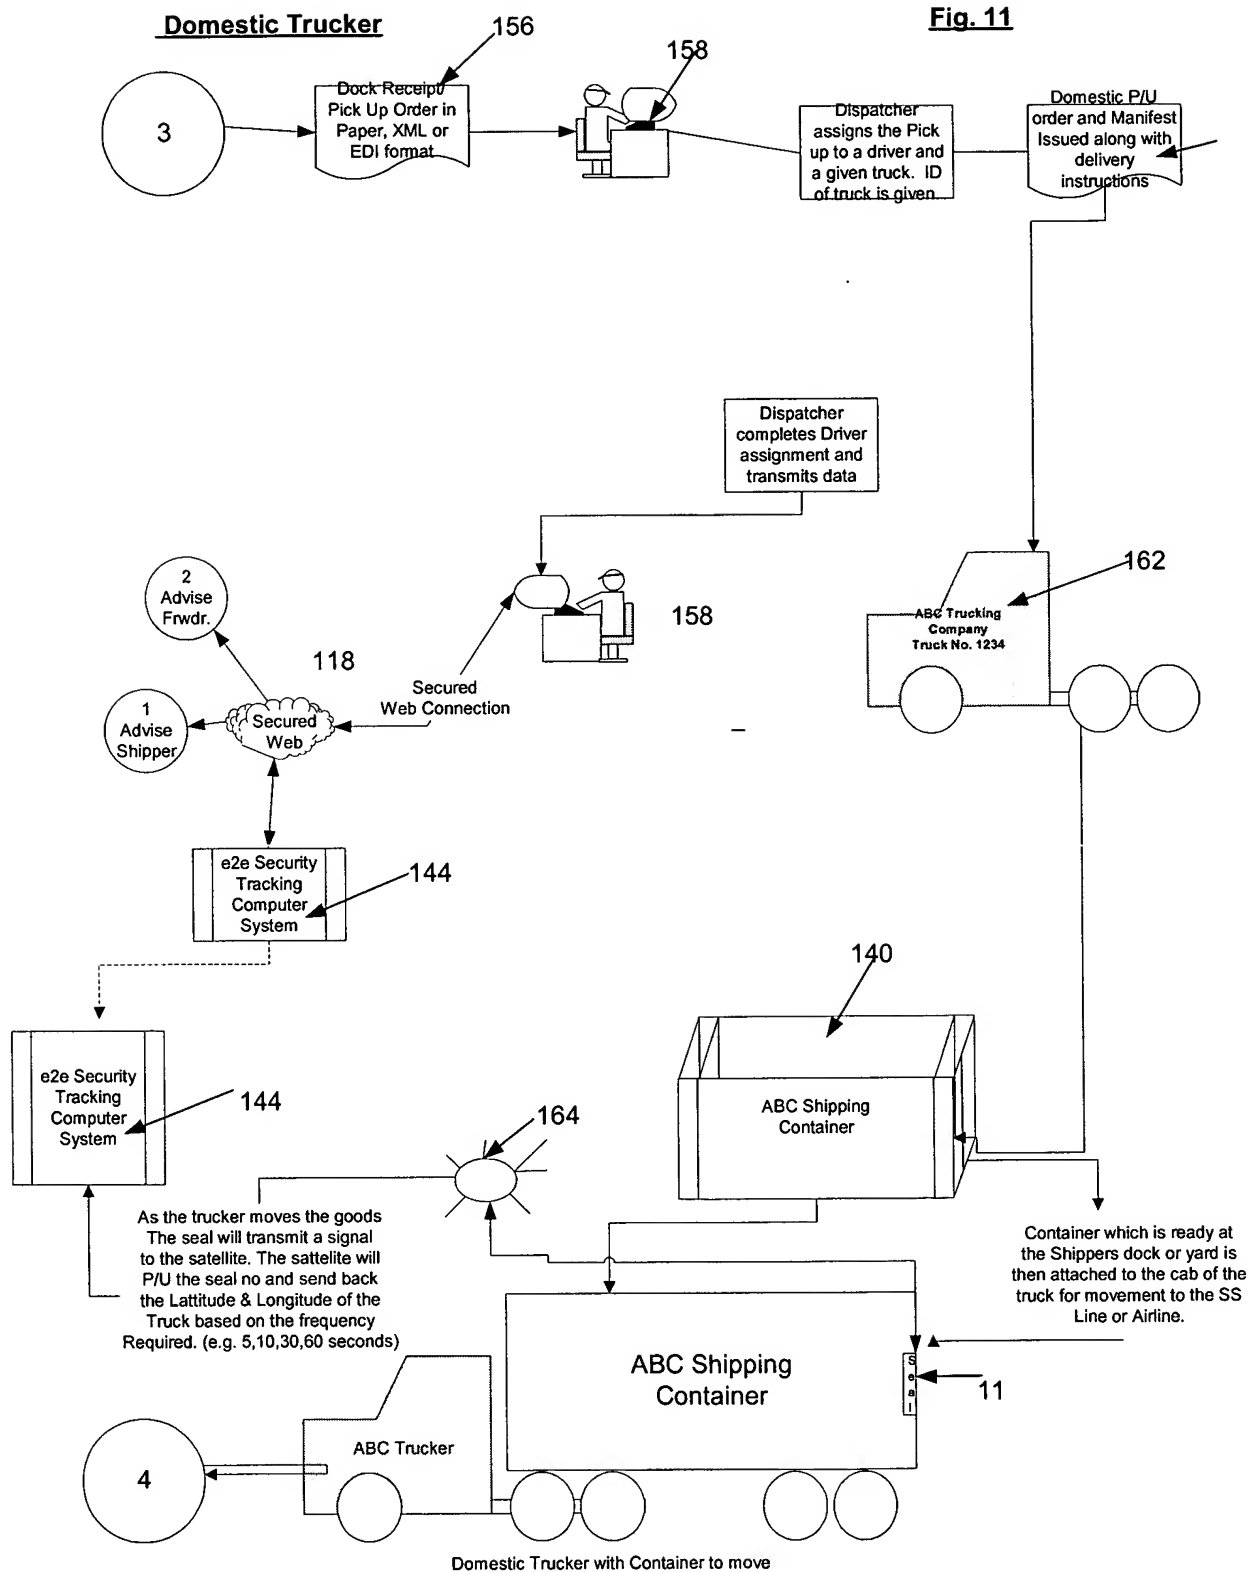 Domestic Trucker
Fig. 11
156
158
3
Dock Receipt/
Pick Up Order in
Paper, XML or
EDI format
Dispatcher
assigns the Pick
up to a driver and
a given truck. ID
of truck is given
Domestic P/U
order and Manifest
Issued along with
delivery
instructions
Dispatcher
completes Driver
assignment and
transmits data
162
ABC Trucking
Company
Truck No. 1234
2
Advise
Frwdr.
158
118
Secured
Web Connection
1
Advise
Shipper
Secured
Web
e2e Security
Tracking
Computer
System
144
140
e2e Security
Tracking
Computer
System
144
164
ABC Shipping
Container
As the trucker moves the goods
The seal will transmit a signal
to the satellite. The sattelite will
P/U the seal no and send back
the Lattitude & Longitude of the
Truck based on the frequency
Required. (e.g. 5,10,30,60 seconds)
Container which is ready at
the Shippers dock or yard is
then attached to the cab of the
truck for movement to the SS
Line or Airline.
ABC Shipping
Container
S
e
a
l
11
ABC Trucker
4
Domestic Trucker with Container to move